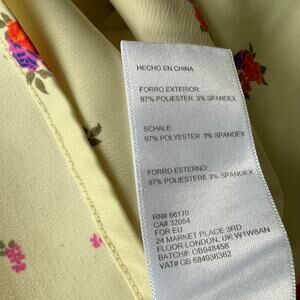 HECHO EN CHINA
FORRO EXTERIOR:
97% POLIESTER 3% SPANDEX
SCHALE:
97% POLYESTER 3% SPANDEX
FORRO ESTERNO:
97% POLIESTERE 3% SPANDEX
RN# 66170
CA# 32054
FOR EU
24 MARKET PLACE 3RD
FLOOR LONDON, UK W1W6AN
BATCH#: OB948458
VAT# GB 684936382